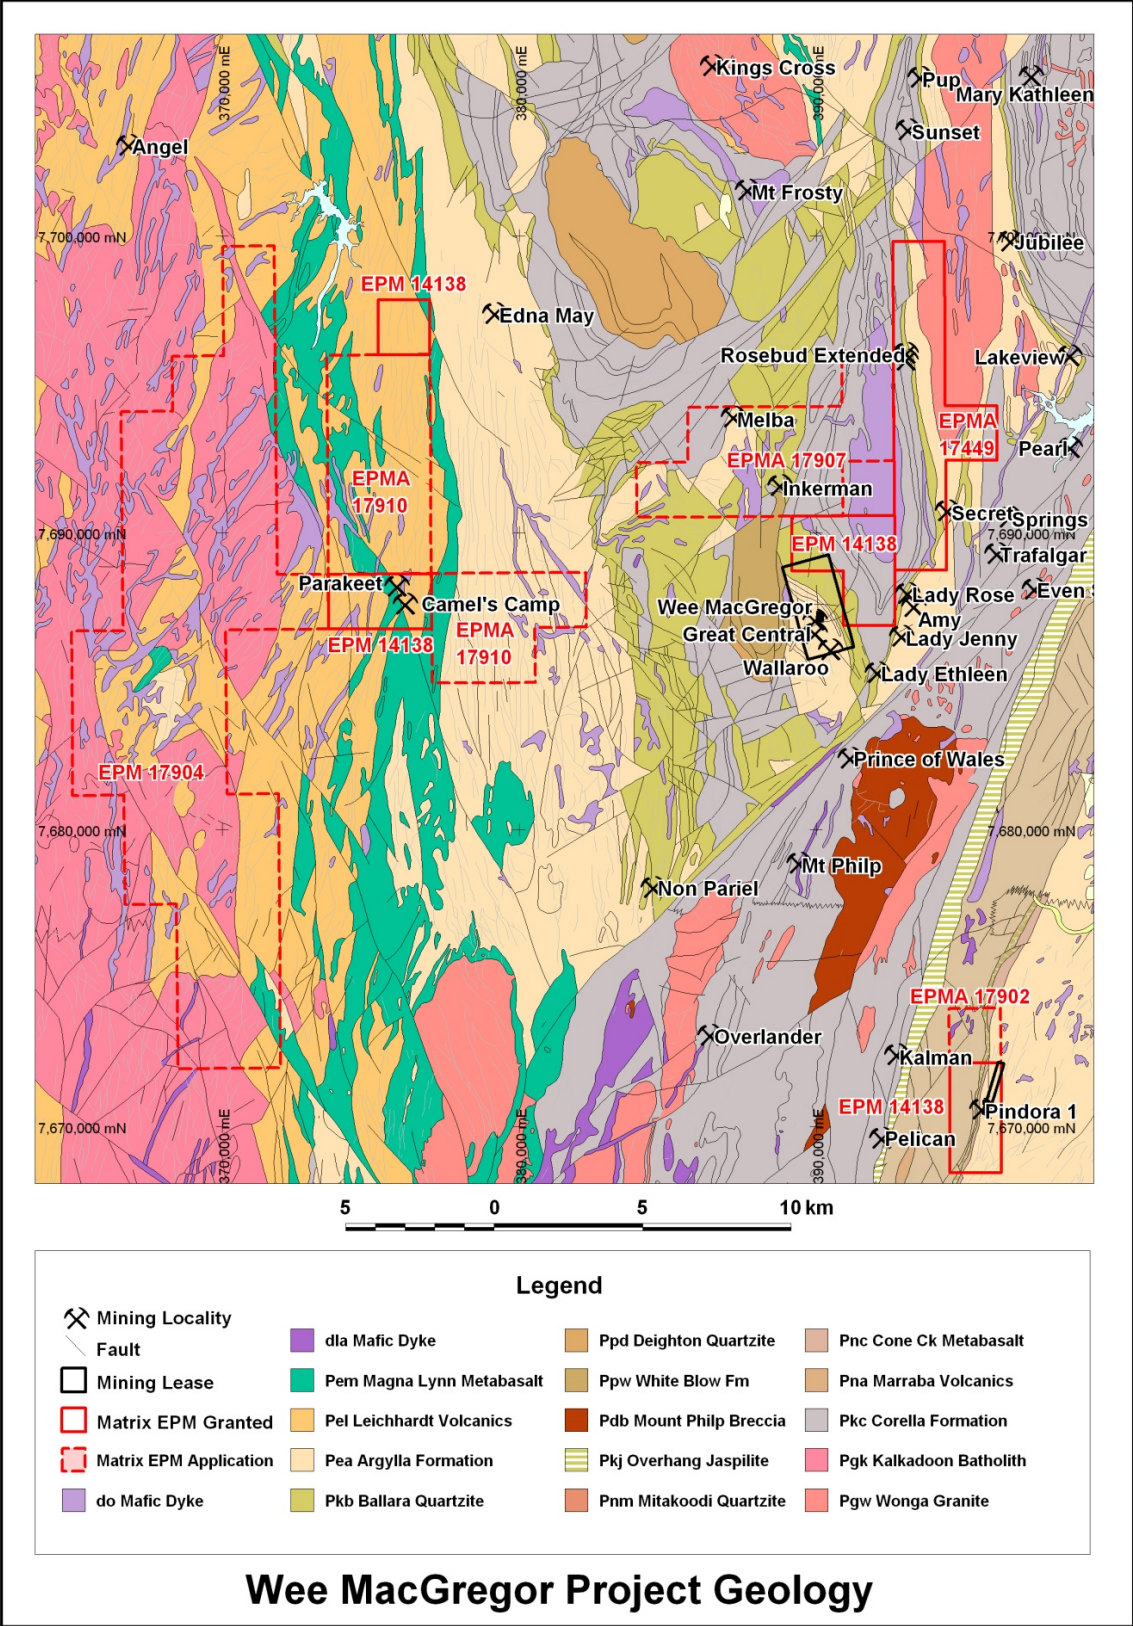 370,000 mE
380,000 mE
390,000 mE
Kings Cross
Pup
Mary Kathleen
Sunset
Angel
Mt Frosty
7,700,000 mN
Jubilee
EPM 14138
Edna May
Rosebud Extended
Lakeview
Melba
EPMA
17449
Pearl
EPMA 17907
EPMA
17910
Inkerman
Secret
Springs
7,690,000 mN
7,690,000 mN
EPM 14138
Trafalgar
Parakeet
Camel's Camp
Even
Lady Rose
Wee MacGregor
Amy
Great Central
Lady Jenny
EPM 14138
EPMA
17910
Wallaroo
Lady Ethleen
EPM 17904
Prince of Wales
7,680,000 mN
7,680,000 mN
Mt Philp
Non Pariel
EPMA 17902
Overlander
Kalman
EPM 14138
Pindora 1
7,670,000 mN
7,670,000 mN
Pelican
370,000 mE
380,000 mE
390,000 mE
5 0 5 10 km
Legend
Mining Locality
Fault
Mining Lease
Matrix EPM Granted
Matrix EPM Application
do Mafic Dyke
dla Mafic Dyke
Pem Magna Lynn Metabasalt
Pel Leichhardt Volcanics
Pea Argylla Formation
Pkb Ballara Quartzite
Ppd Deighton Quartzite
Ppw White Blow Fm
Pdb Mount Philp Breccia
Pkj Overhang Jaspilite
Pnm Mitakoodi Quartzite
Pnc Cone Ck Metabasalt
Pna Marraba Volcanics
Pkc Corella Formation
Pgk Kalkadoon Batholith
Pgw Wonga Granite
Wee MacGregor Project Geology